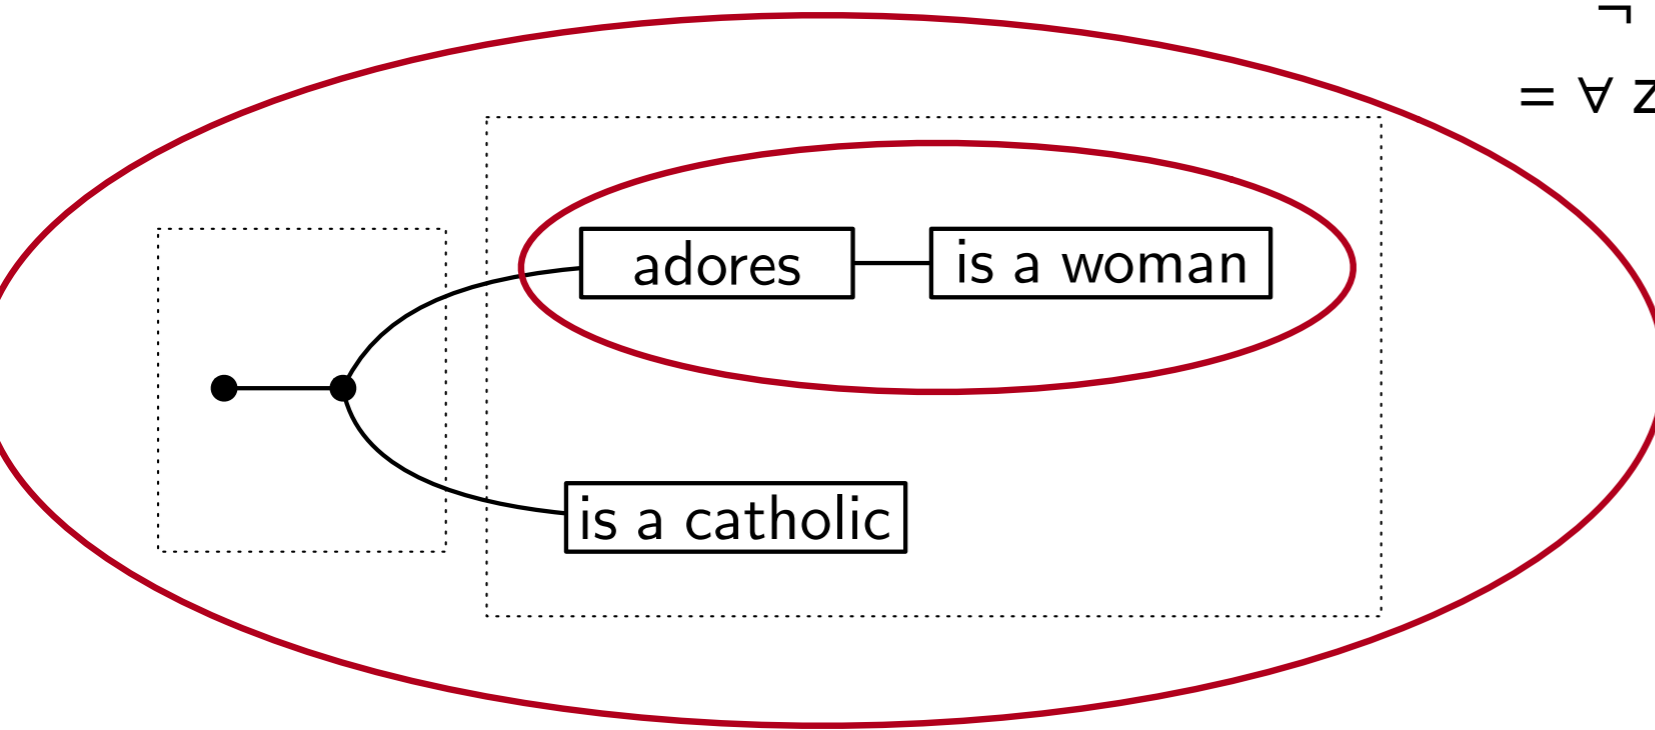 ¬
= ∀ z
adores
is a woman
is a catholic